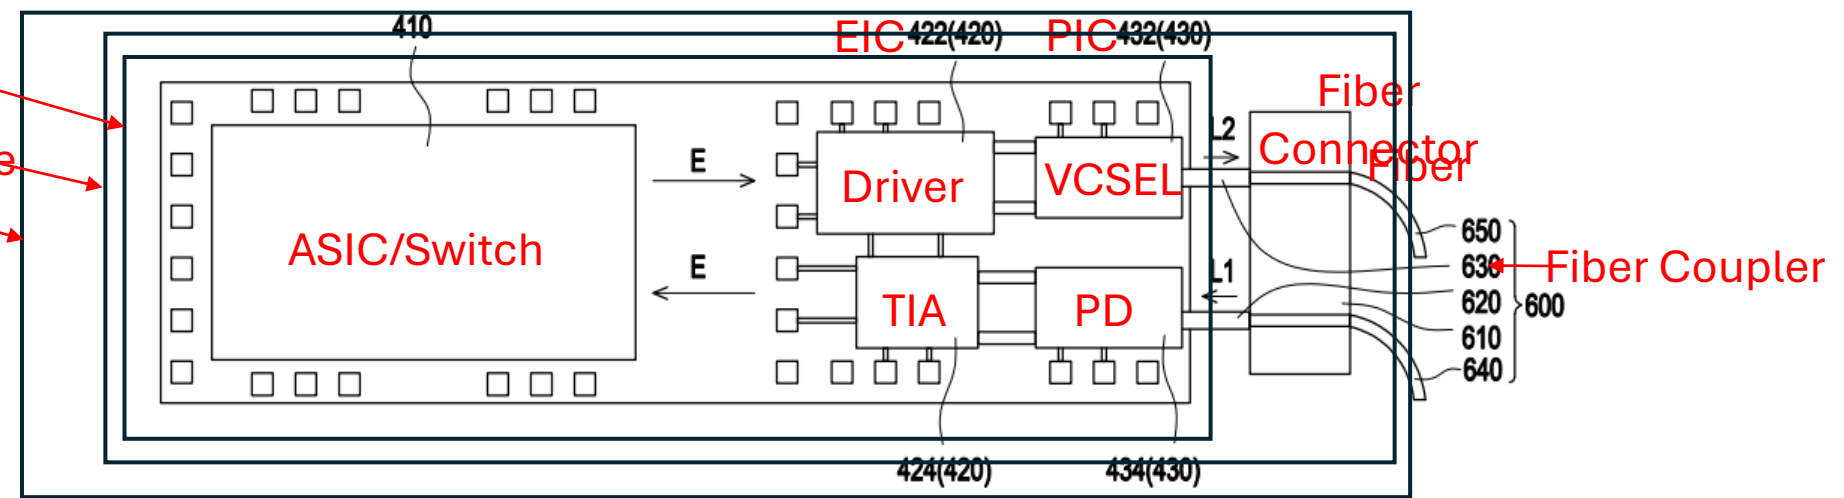 410
EIC 422(420)
PIC 432(430)
Fiber
Connector
Fiber
L2
E
Driver
VCSEL
e
ASIC/Switch
650
630
Fiber Coupler
E
L1
620
600
TIA
PD
610
640
424(420)
434(430)